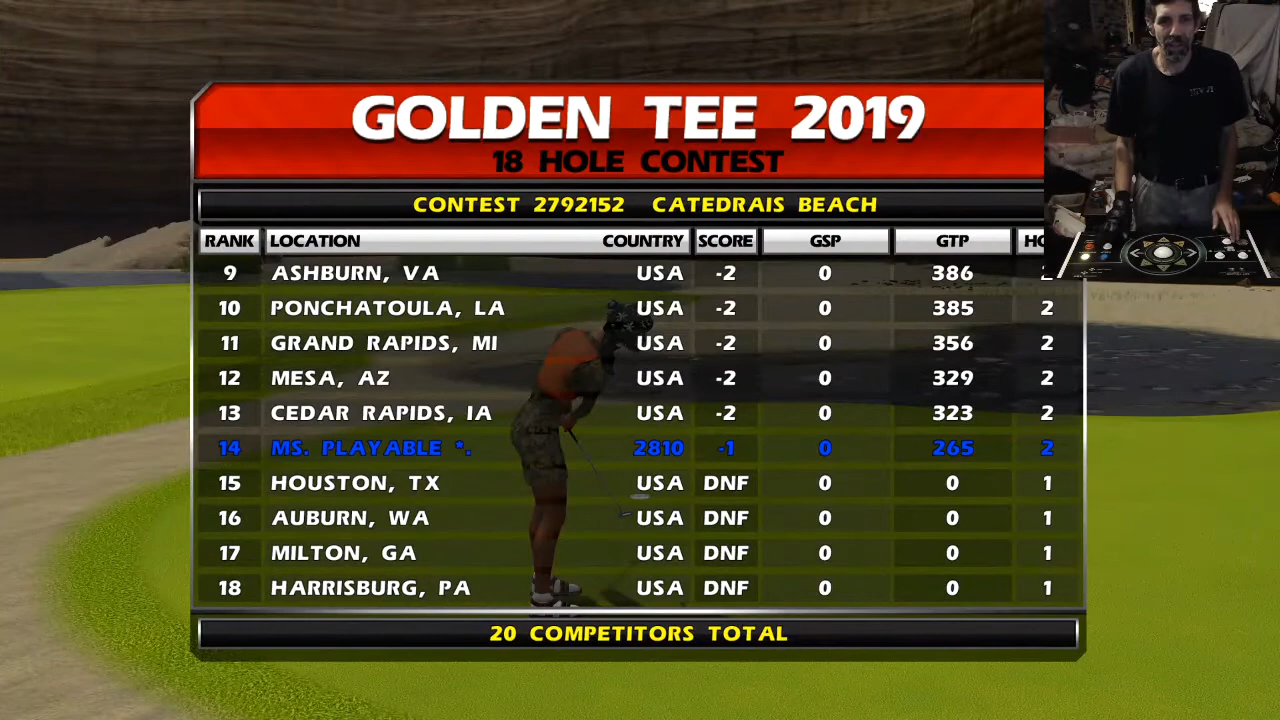 GOLDEN TEE 2019
18 HOLE CONTEST
CONTEST 2792152 CATEDRAIS BEACH
RANK LOCATION COUNTRY SCORE GSP GTP
9 ASHBURN, VA USA -2 0 386
10 PONCHATOULA, LA USA -2 0 385 2
11 GRAND RAPIDS, MI USA -2 0 356 2
12 MESA, AZ USA -2 0 329 2
13 CEDAR RAPIDS, IA USA -2 0 323 2
14 MS. PLAYABLE *. 2810 -1 0 265 2
15 HOUSTON, TX USA DNF 0 0 1
16 AUBURN, WA USA DNF 0 0 1
17 MILTON, GA USA DNF 0 0 1
18 HARRISBURG, PA USA DNF 0 0 1
20 COMPETITORS TOTAL